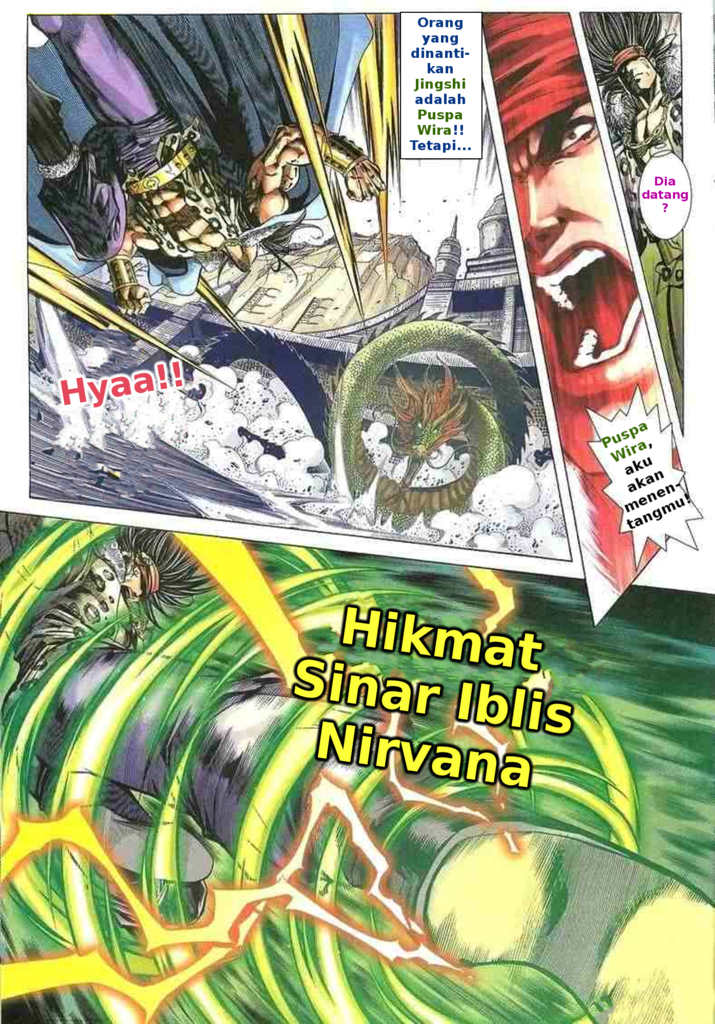 Orang
yang
dinanti-
kan
Jingshi
adalah
Puspa
Wira!!
Tetapi...
Dia
datang
?
Hyaa!!
Puspa
Wira,
aku
akan
menen-
tangmu!
Hikmat
Sinar Iblis
Nirvana